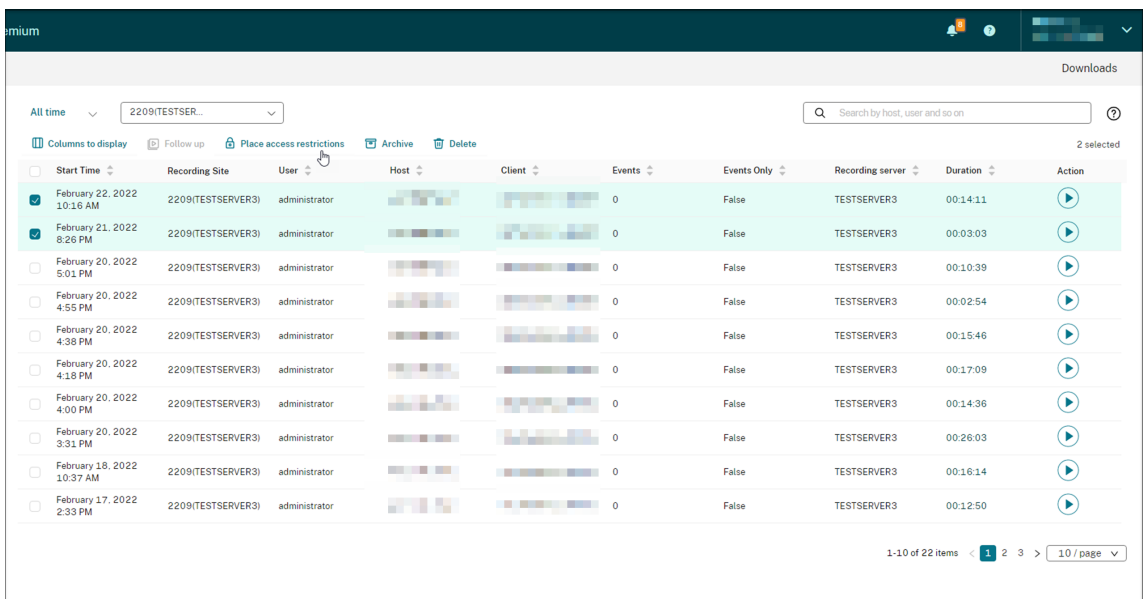 emium
8
?
Downloads
All time
2209(TESTSER...
Search by host, user and so on
?
Columns to display Follow up Place access restrictions Archive Delete
2 selected
Start Time Recording Site User Host Client Events Events Only Recording server Duration Action
February 22, 2022
10:16 AM
2209(TESTSERVER3) administrator 0 False TESTSERVER3 00:14:11
February 21, 2022
8:26 PM
2209(TESTSERVER3) administrator 0 False TESTSERVER3 00:03:03
February 20, 2022
5:01 PM
2209(TESTSERVER3) administrator 0 False TESTSERVER3 00:10:39
February 20, 2022
4:55 PM
2209(TESTSERVER3) administrator 0 False TESTSERVER3 00:02:54
February 20, 2022
4:38 PM
2209(TESTSERVER3) administrator 0 False TESTSERVER3 00:15:46
February 20, 2022
4:18 PM
2209(TESTSERVER3) administrator 0 False TESTSERVER3 00:17:09
February 20, 2022
4:00 PM
2209(TESTSERVER3) administrator 0 False TESTSERVER3 00:14:36
February 20, 2022
3:31 PM
2209(TESTSERVER3) administrator 0 False TESTSERVER3 00:26:03
February 18, 2022
10:37 AM
2209(TESTSERVER3) administrator 0 False TESTSERVER3 00:16:14
February 17, 2022
2:33 PM
2209(TESTSERVER3) administrator 0 False TESTSERVER3 00:12:50
1-10 of 22 items < 1 2 3 > 10 / page